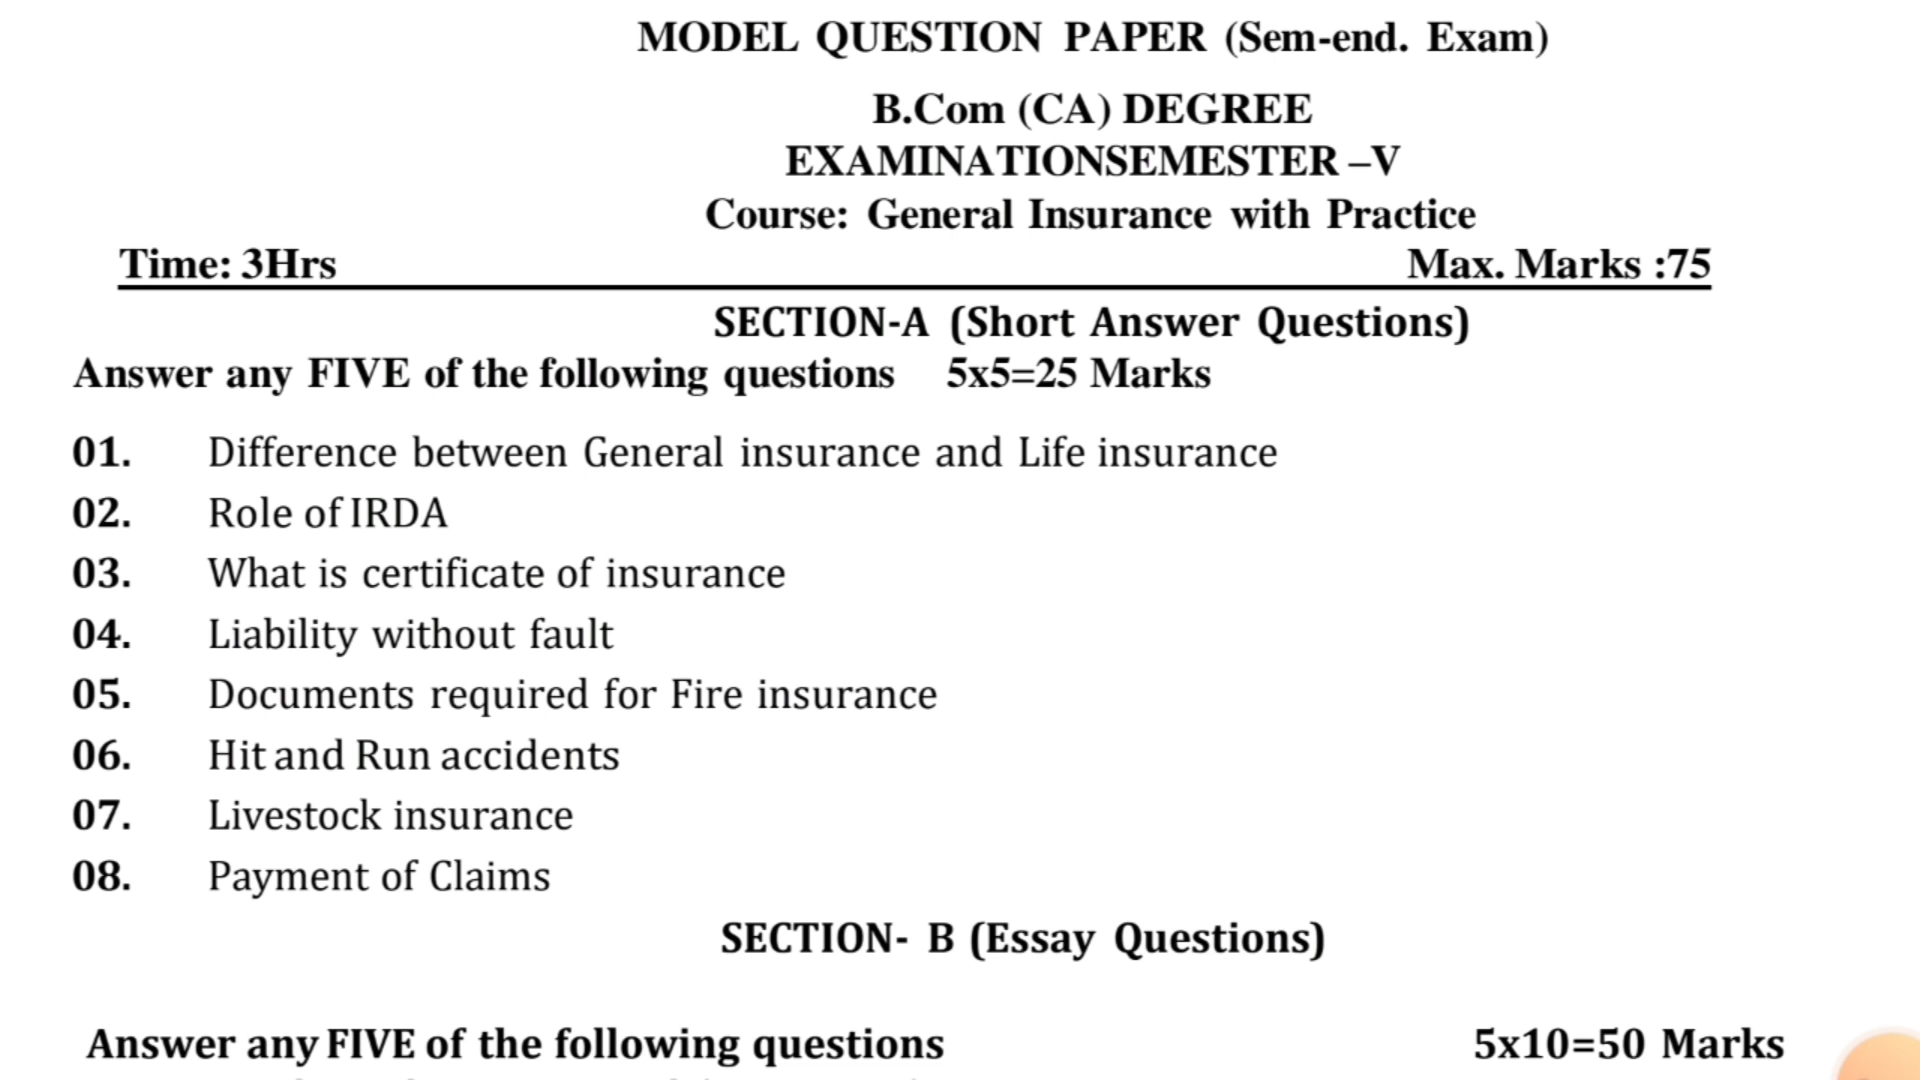 MODEL QUESTION PAPER (Sem-end. Exam)
B.Com (CA) DEGREE
EXAMINATIONSEMESTER –V
Course: General Insurance with Practice
Time: 3Hrs Max. Marks :75
SECTION-A (Short Answer Questions)
Answer any FIVE of the following questions 5x5=25 Marks
01. Difference between General insurance and Life insurance
02. Role of IRDA
03. What is certificate of insurance
04. Liability without fault
05. Documents required for Fire insurance
06. Hit and Run accidents
07. Livestock insurance
08. Payment of Claims
SECTION- B (Essay Questions)
Answer any FIVE of the following questions 5x10=50 Marks